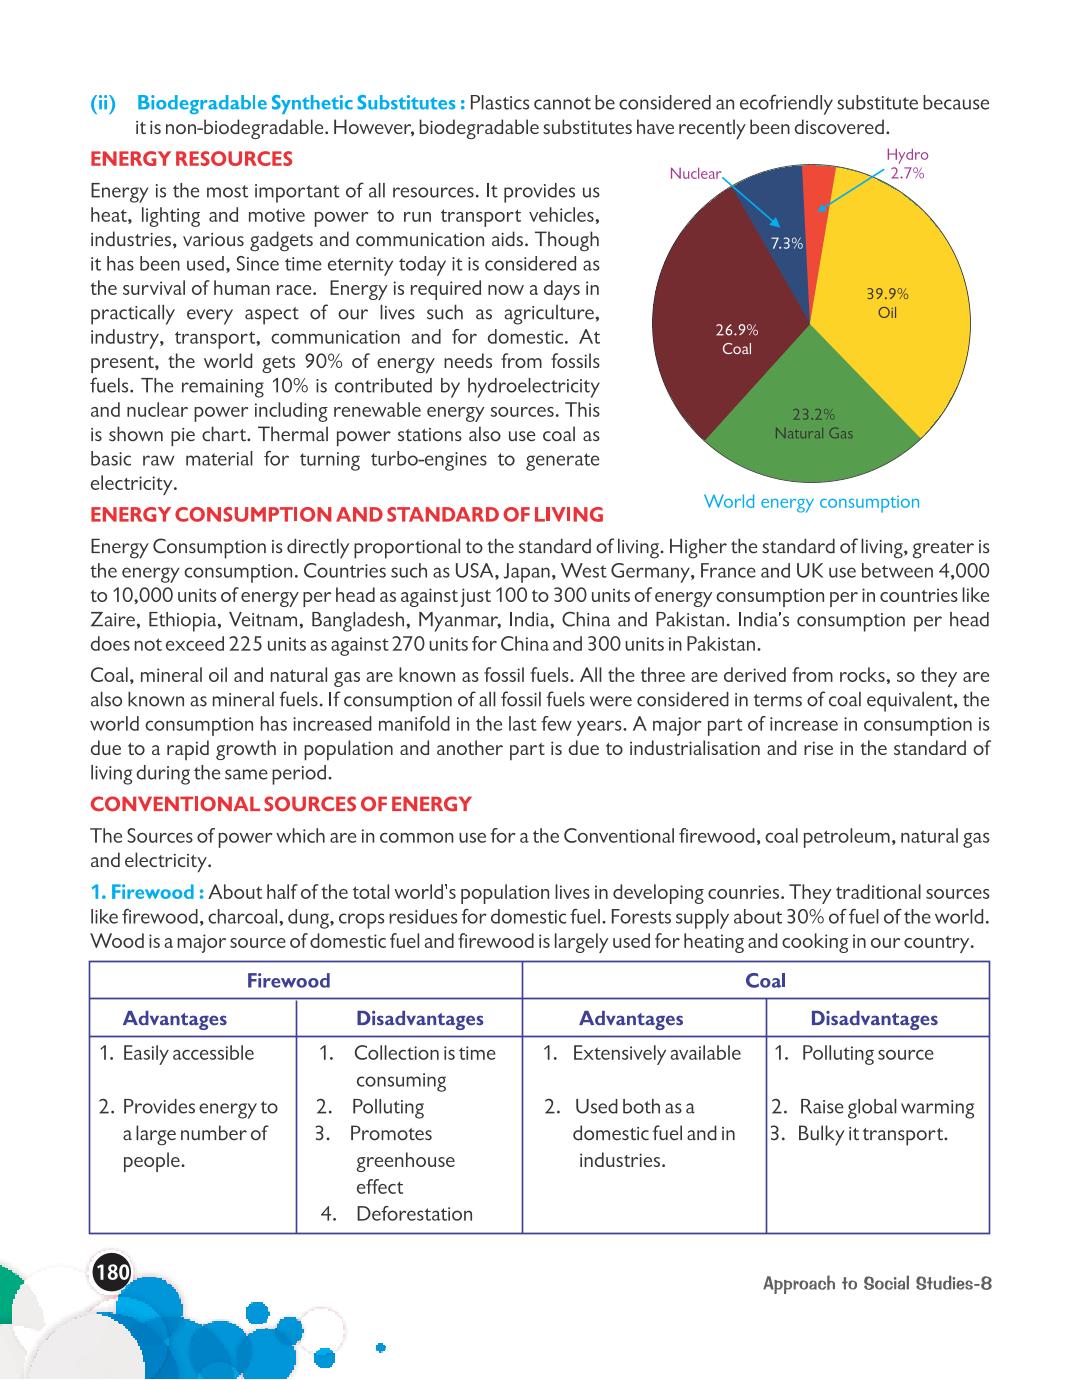 (ii) Biodegradable Synthetic Substitutes : Plastics cannot be considered an ecofriendly substitute because
it is non-biodegradable. However, biodegradable substitutes have recently been discovered.
ENERGY RESOURCES
Energy is the most important of all resources. It provides us
heat, lighting and motive power to run transport vehicles,
industries, various gadgets and communication aids. Though
it has been used, Since time eternity today it is considered as
the survival of human race. Energy is required now a days in
practically every aspect of our lives such as agriculture,
industry, transport, communication and for domestic. At
present, the world gets 90% of energy needs from fossils
fuels. The remaining 10% is contributed by hydroelectricity
and nuclear power including renewable energy sources. This
is shown pie chart. Thermal power stations also use coal as
basic raw material for turning turbo-engines to generate
electricity.
Nuclear
Hydro
2.7%
7.3%
39.9%
Oil
26.9%
Coal
23.2%
Natural Gas
World energy consumption
ENERGY CONSUMPTION AND STANDARD OF LIVING
Energy Consumption is directly proportional to the standard of living. Higher the standard of living, greater is
the energy consumption. Countries such as USA, Japan, West Germany, France and UK use between 4,000
to 10,000 units of energy per head as against just 100 to 300 units of energy consumption per in countries like
Zaire, Ethiopia, Veitnam, Bangladesh, Myanmar, India, China and Pakistan. India's consumption per head
does not exceed 225 units as against 270 units for China and 300 units in Pakistan.
Coal, mineral oil and natural gas are known as fossil fuels. All the three are derived from rocks, so they are
also known as mineral fuels. If consumption of all fossil fuels were considered in terms of coal equivalent, the
world consumption has increased manifold in the last few years. A major part of increase in consumption is
due to a rapid growth in population and another part is due to industrialisation and rise in the standard of
living during the same period.
CONVENTIONAL SOURCES OF ENERGY
The Sources of power which are in common use for a the Conventional firewood, coal petroleum, natural gas
and electricity.
1. Firewood : About half of the total world's population lives in developing counries. They traditional sources
like firewood, charcoal, dung, crops residues for domestic fuel. Forests supply about 30% of fuel of the world.
Wood is a major source of domestic fuel and firewood is largely used for heating and cooking in our country.
Firewood Coal
Advantages Disadvantages Advantages Disadvantages
1. Easily accessible 1. Collection is time 1. Extensively available 1. Polluting source
consuming
2. Provides energy to 2. Polluting 2. Used both as a 2. Raise global warming
a large number of 3. Promotes domestic fuel and in 3. Bulky it transport.
people. greenhouse industries.
effect
4. Deforestation
180
Approach to Social Studies-8